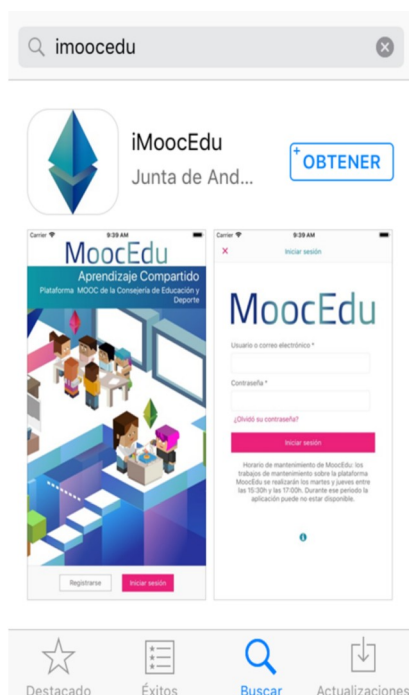 imoocedu
iMoocEdu
Junta de And...
+OBTENER
Carrier 9:39 AM
MoocEdu
Aprendizaje Compartido
Plataforma MOOC de la Consejería de Educación y
Deporte
Registrarse Iniciar sesión
Carrier 9:39 AM
× Iniciar sesión
MoocEdu
Usuario o correo electrónico *
Contraseña *
¿Olvidó su contraseña?
Iniciar sesión
Horario de mantenimiento de MoocEdu: los
trabajos de mantenimiento sobre la plataforma
MoocEdu se realizarán los martes y jueves entre
las 15:30h y las 17:00h. Durante ese periodo la
aplicación puede no estar disponible.
Destacado Éxitos Buscar Actualizaciones